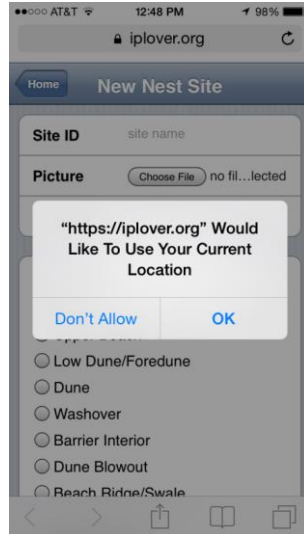 AT&T 12:48 PM 98%
iplover.org
Home New Nest Site
Site ID site name
Picture Choose File no fil...lected
“https://iplover.org” Would
Like To Use Your Current
Location
Don't Allow OK
Low Dune/Foredune
Dune
Washover
Barrier Interior
Dune Blowout
Beach Ridge/Swale